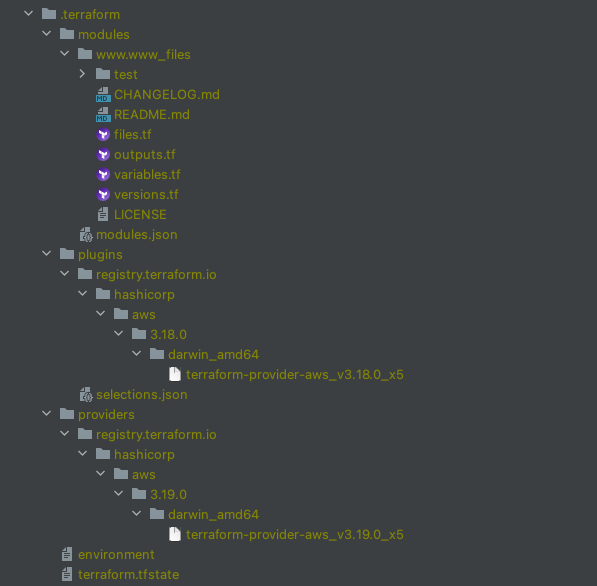 .terraform
modules
www.www_files
test
CHANGELOG.md
README.md
files.tf
outputs.tf
variables.tf
versions.tf
LICENSE
modules.json
plugins
registry.terraform.io
hashicorp
aws
3.18.0
darwin_amd64
terraform-provider-aws_v3.18.0_x5
selections.json
providers
registry.terraform.io
hashicorp
aws
3.19.0
darwin_amd64
terraform-provider-aws_v3.19.0_x5
environment
terraform.tfstate